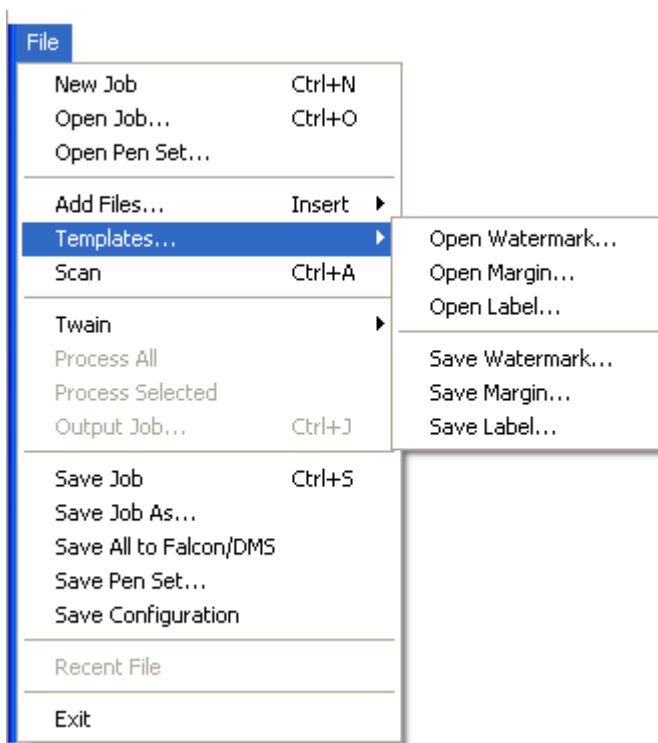 File
New Job Ctrl+N
Open Job... Ctrl+O
Open Pen Set...
Add Files... Insert
Templates...
Scan Ctrl+A
Twain
Process All
Process Selected
Output Job... Ctrl+J
Save Job Ctrl+S
Save Job As...
Save All to Falcon/DMS
Save Pen Set...
Save Configuration
Recent File
Exit
Open Watermark...
Open Margin...
Open Label...
Save Watermark...
Save Margin...
Save Label...